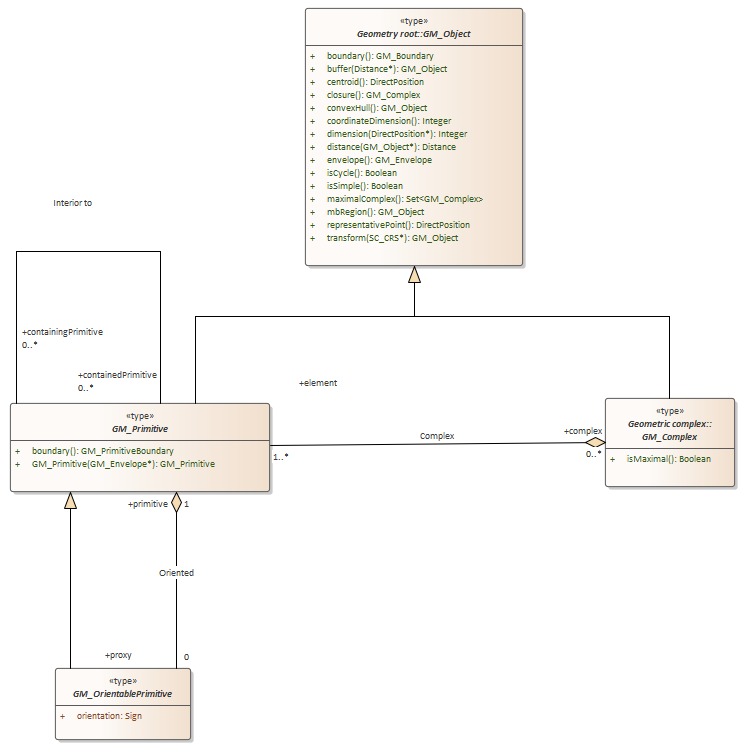 «type»
Geometry root::GM_Object
+ boundary(): GM_Boundary
+ buffer(Distance*): GM_Object
+ centroid(): DirectPosition
+ closure(): GM_Complex
+ convexHull(): GM_Object
+ coordinateDimension(): Integer
+ dimension(DirectPosition*): Integer
+ distance(GM_Object*): Distance
+ envelope(): GM_Envelope
+ isCycle(): Boolean
+ isSimple(): Boolean
+ maximalComplex(): Set<GM_Complex>
+ mbRegion(): GM_Object
+ representativePoint(): DirectPosition
+ transform(SC_CRS*): GM_Object
Interior to
+containingPrimitive
0..*
+containedPrimitive
0..*
+element
«type»
GM_Primitive
+ boundary(): GM_PrimitiveBoundary
+ GM_Primitive(GM_Envelope*): GM_Primitive
1..*
Complex
+complex
0..*
«type»
Geometric complex::
GM_Complex
+ isMaximal(): Boolean
+primitive 1
Oriented
+proxy 0
«type»
GM_OrientablePrimitive
+ orientation: Sign